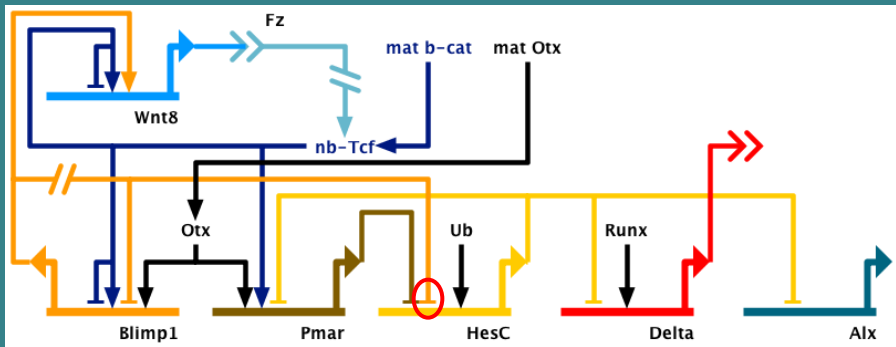 Fz
mat b-cat
mat Otx
Wnt8
nb-Tcf
Otx
Ub
Runx
Blimp1
Pmar
HesC
Delta
Alx